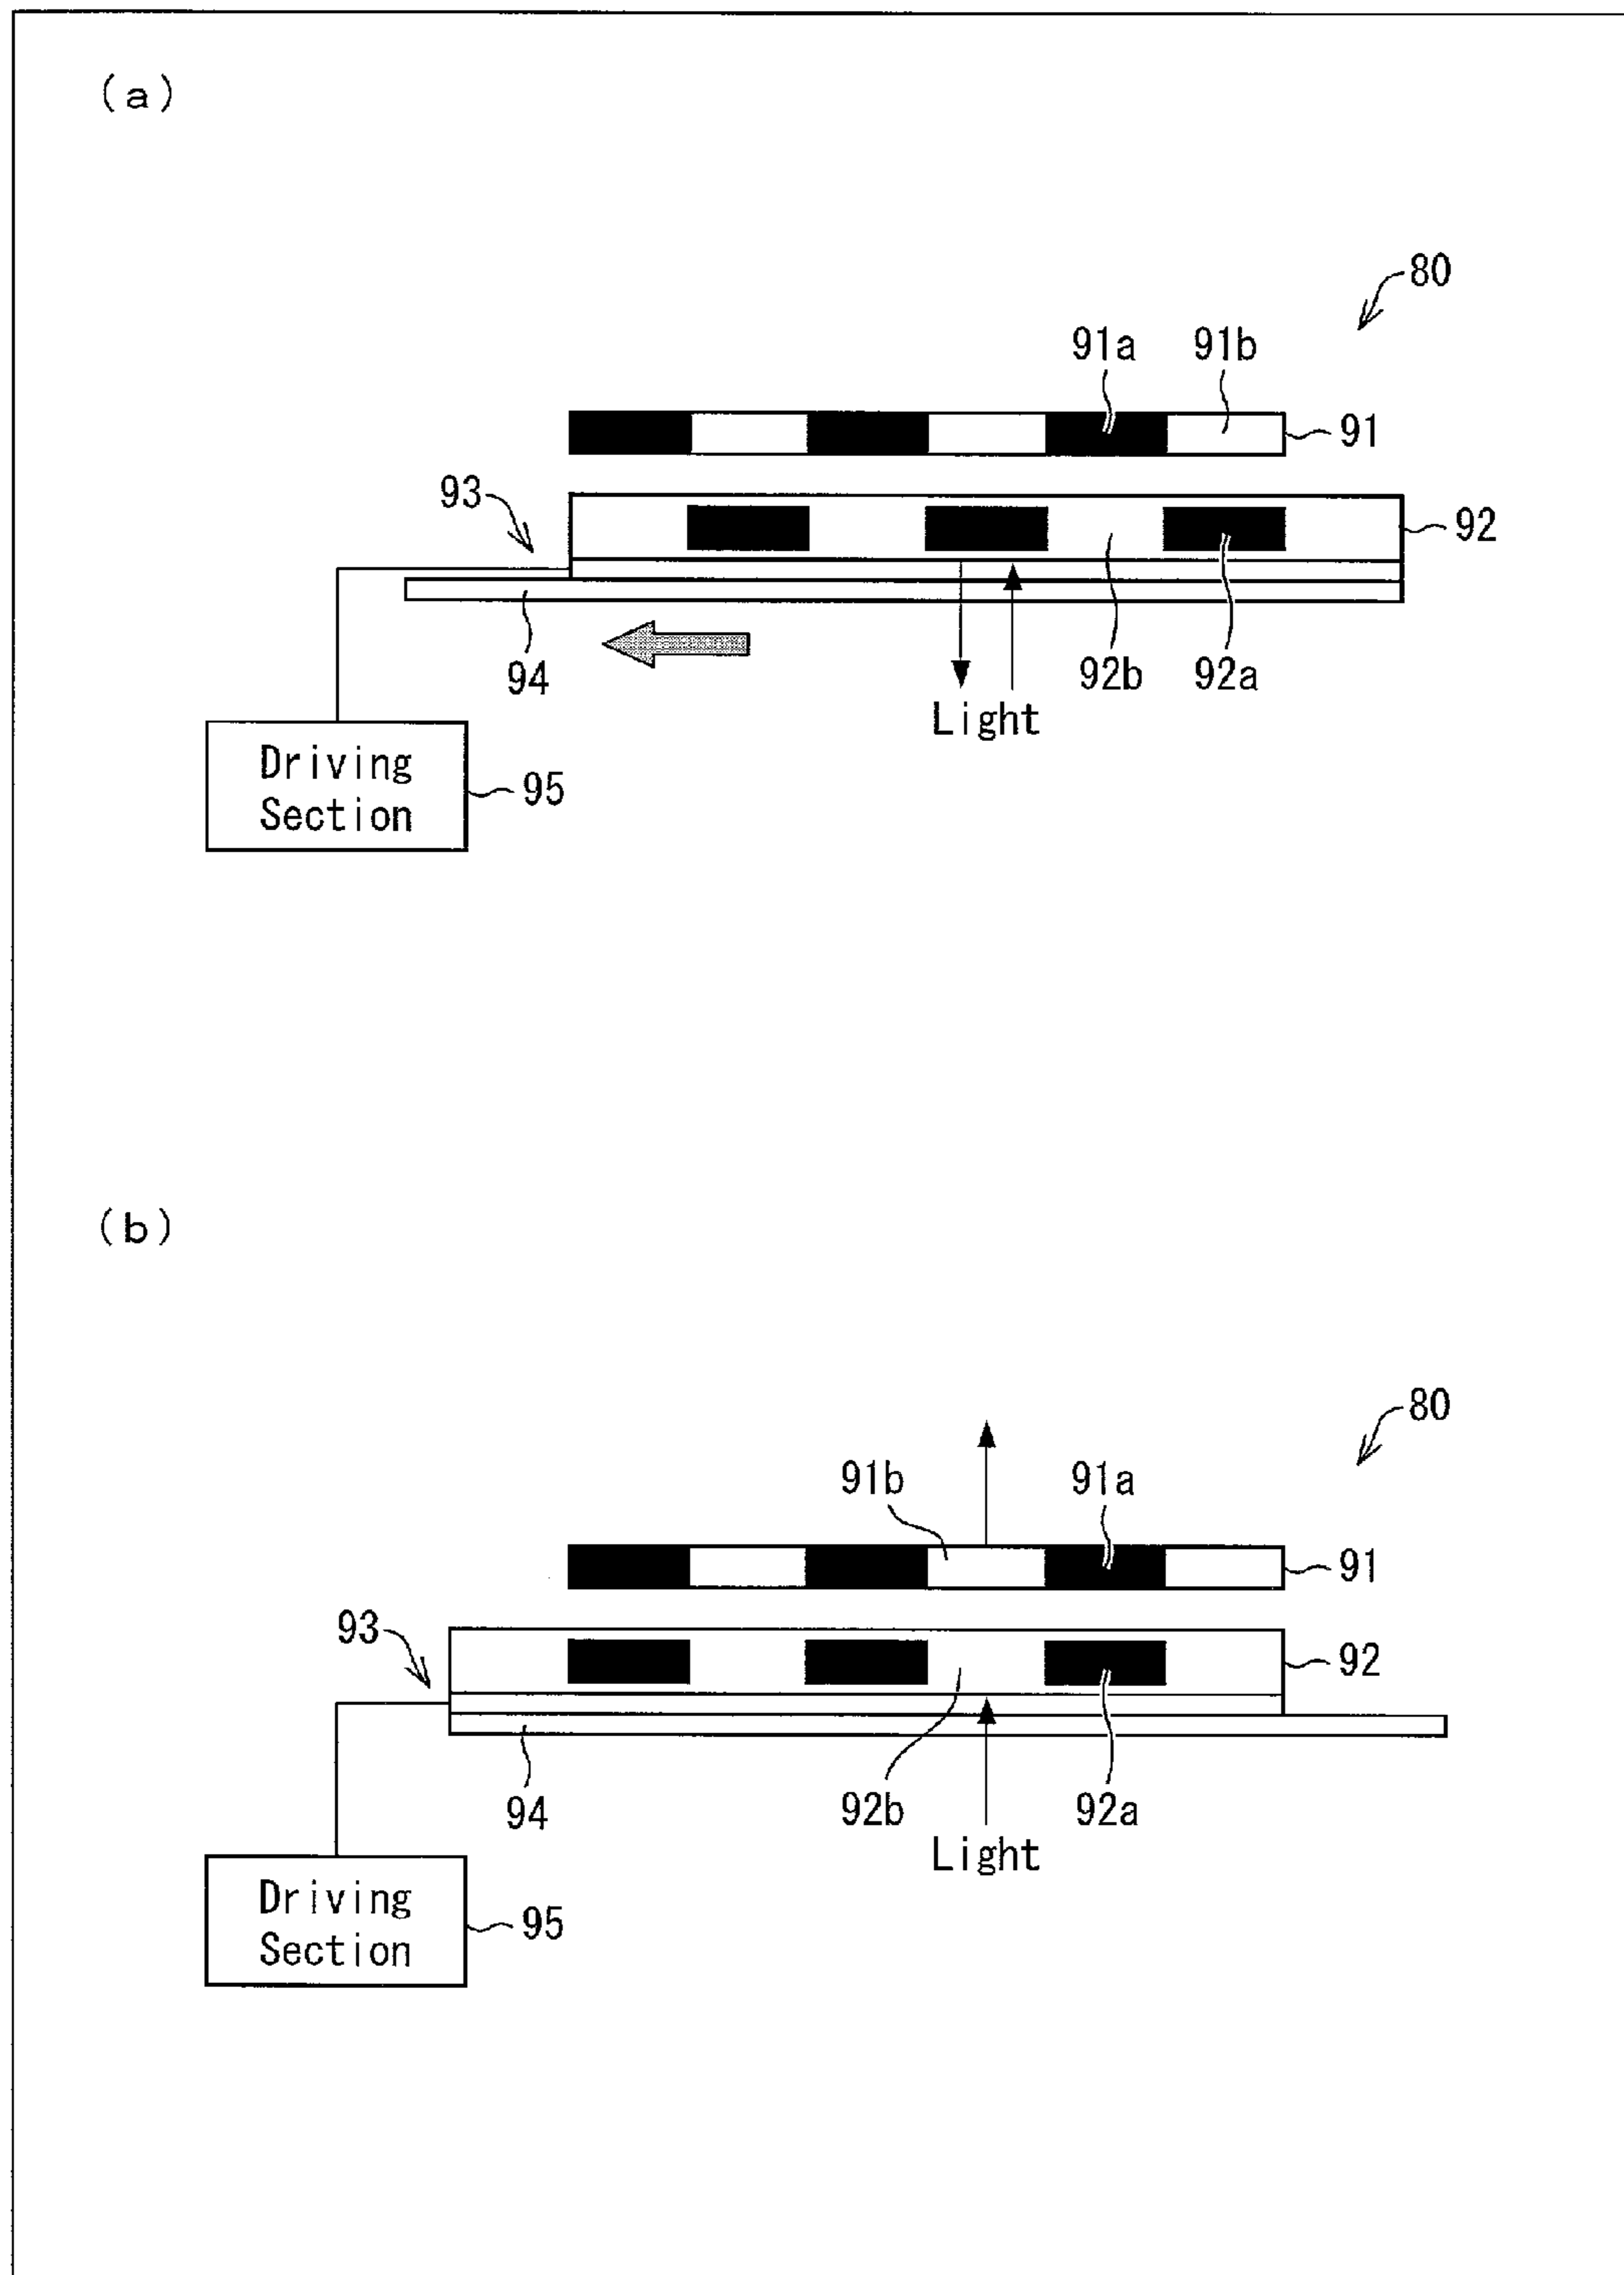 (a)
80
91a 91b
91
93
92
94
92b 92a
Light
Driving
Section
95
(b)
80
91b 91a
91
93
92
94
92b 92a
Light
Driving
Section
95